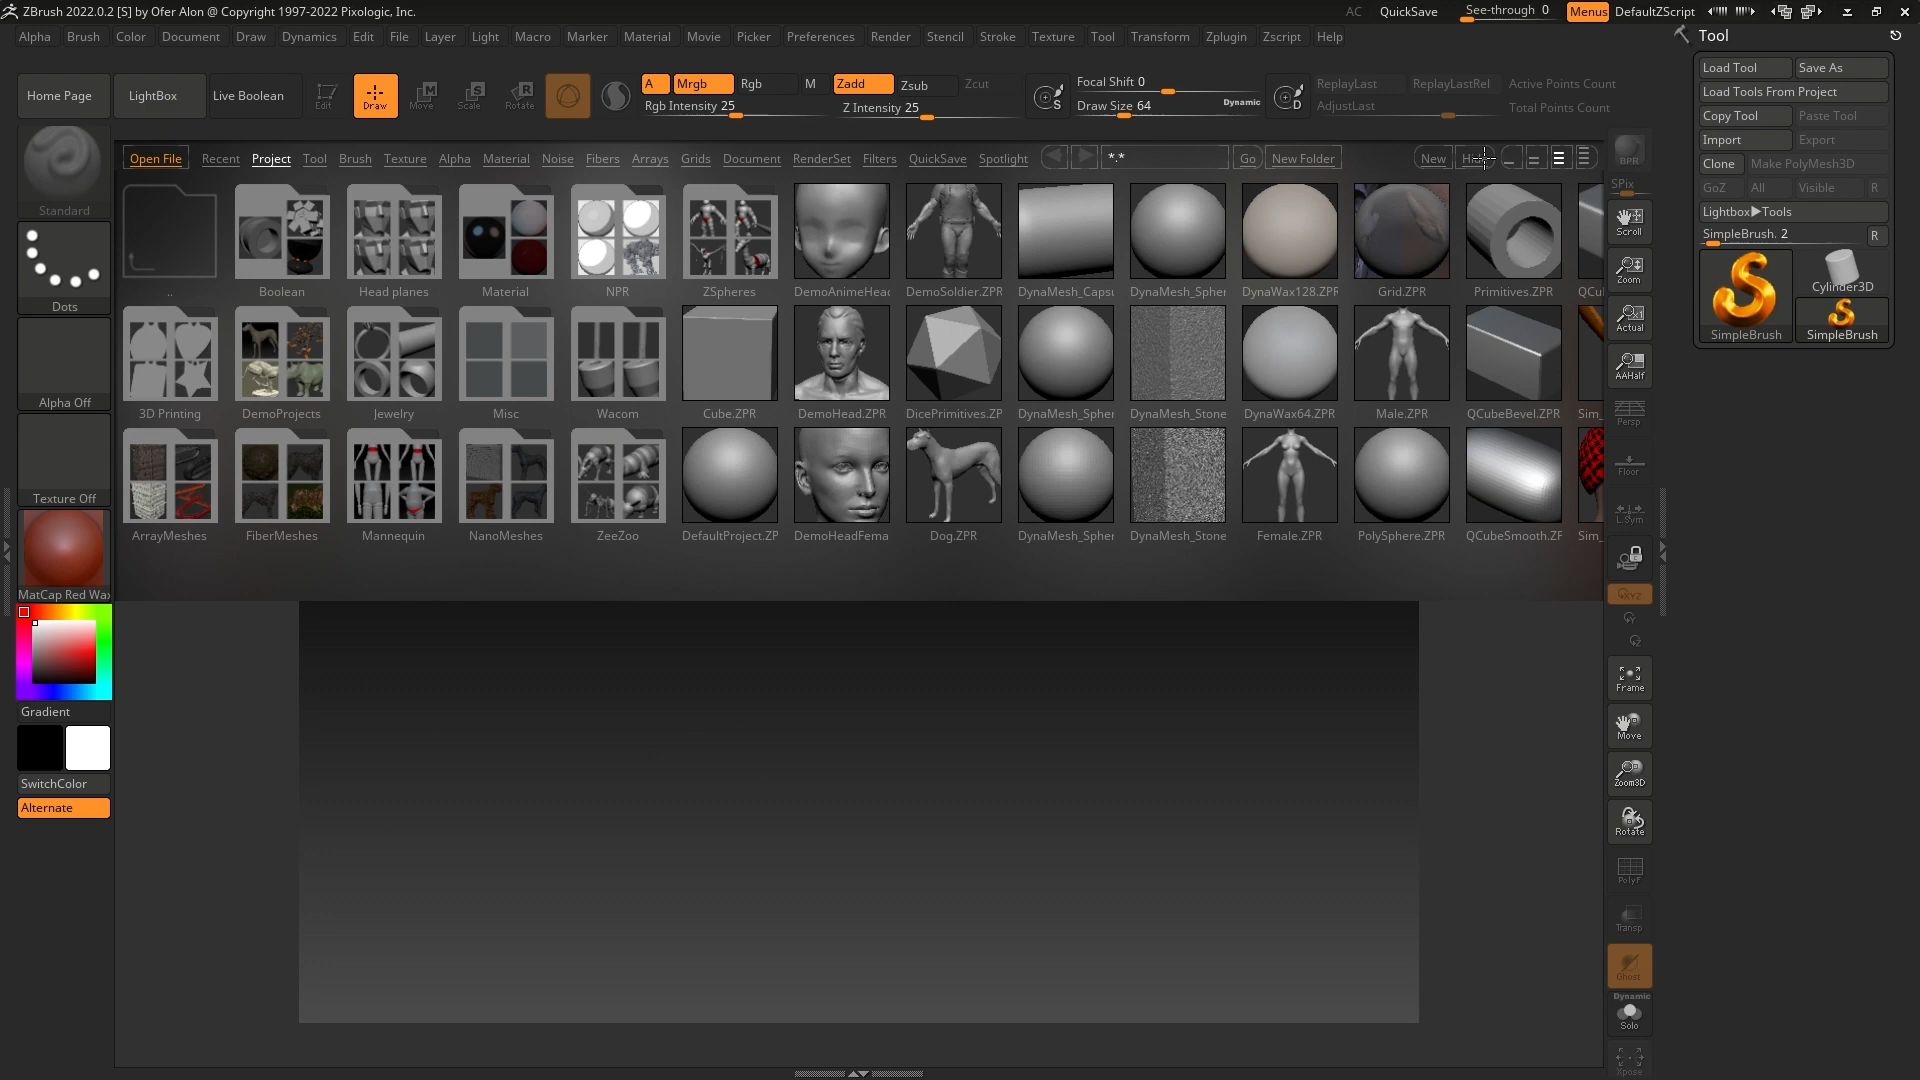 ZBrush 2022.0.2 [S] by Ofer Alon @ Copyright 1997-2022 Pixologic, Inc. AC QuickSave See-through 0 Menus DefaultZScript
Alpha Brush Color Document Draw Dynamics Edit File Layer Light Macro Marker Material Movie Picker Preferences Render Stencil Stroke Texture Tool Transform Zplugin Zscript Help
Home Page LightBox Live Boolean Edit Draw Move Scale Rotate
A Mrgb Rgb M Zadd Zsub Zcut
Rgb Intensity 25 Z Intensity 25
S Focal Shift 0
Draw Size 64 Dynamic
D ReplayLast ReplayLastRel Active Points Count
AdjustLast Total Points Count
Standard
Dots
Alpha Off
Texture Off
MatCap Red Wax
Gradient
SwitchColor
Alternate
Open File Recent Project Tool Brush Texture Alpha Material Noise Fibers Arrays Grids Document RenderSet Filters QuickSave Spotlight *.* Go New Folder New
.. Boolean Head planes Material NPR ZSpheres DemoAnimeHead DemoSoldier.ZPR DynaMesh_Capsu DynaMesh_Spher DynaWax128.ZPR Grid.ZPR Primitives.ZPR QCu
3D Printing DemoProjects Jewelry Misc Wacom Cube.ZPR DemoHead.ZPR DicePrimitives.ZP DynaMesh_Spher DynaMesh_Stone DynaWax64.ZPR Male.ZPR QCubeBevel.ZPR Sim_
ArrayMeshes FiberMeshes Mannequin NanoMeshes ZeeZoo DefaultProject.ZP DemoHeadFema Dog.ZPR DynaMesh_Spher DynaMesh_Stone Female.ZPR PolySphere.ZPR QCubeSmooth.ZF Sim_
BPR
SPix
Scroll
Zoom
Actual
AAHalf
Persp
Floor
L.Sym
XYZ
Frame
Move
Zoom3D
Rotate
PolyF
Transp
Ghost
Dynamic
Solo
Xpose
Tool
Load Tool Save As
Load Tools From Project
Copy Tool Paste Tool
Import Export
Clone Make PolyMesh3D
GoZ All Visible R
Lightbox▶Tools
SimpleBrush. 2 R
Cylinder3D
SimpleBrush SimpleBrush